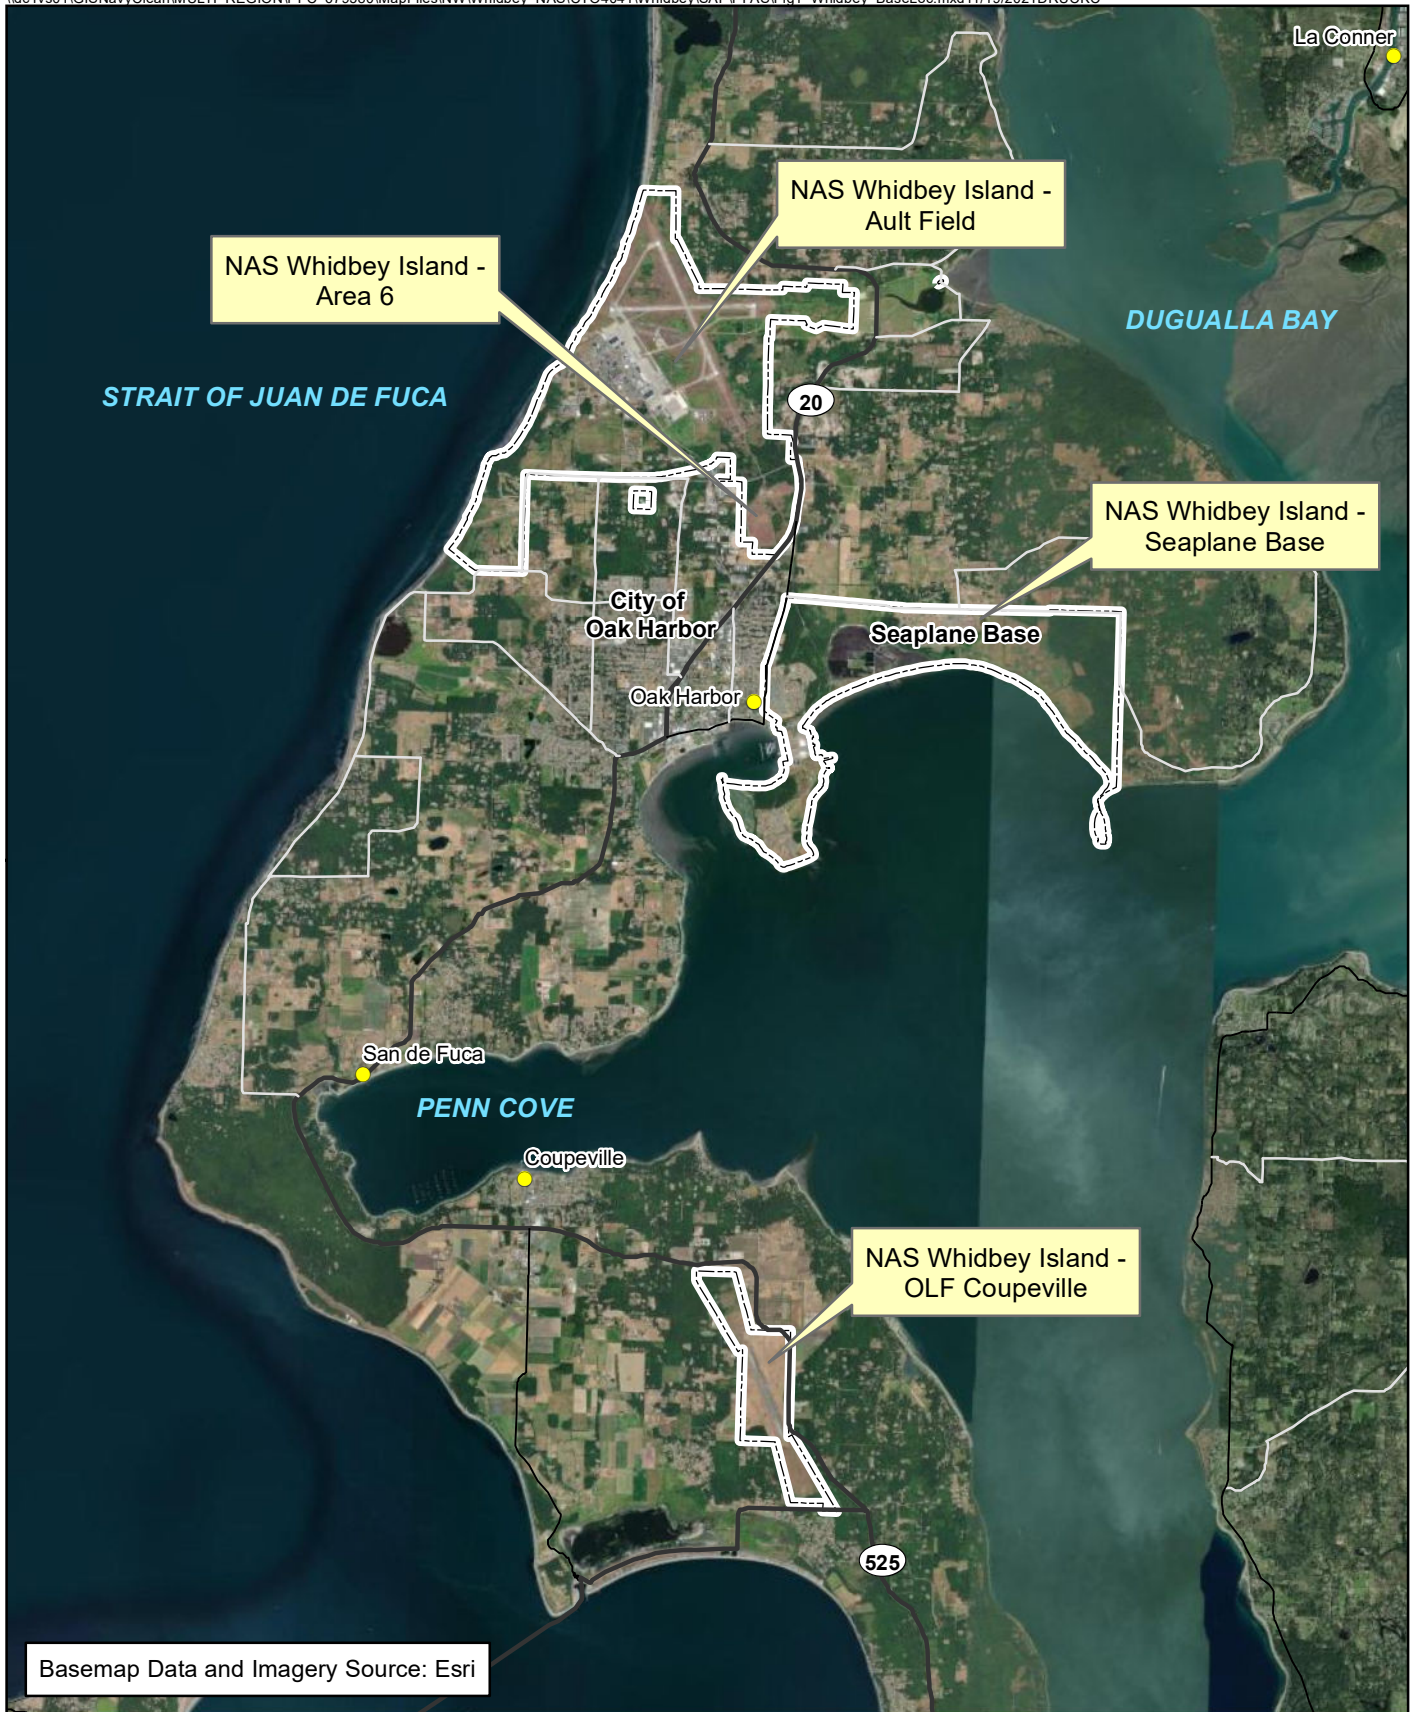 La Conner
NAS Whidbey Island -
Ault Field
NAS Whidbey Island -
Area 6
DUGUALLA BAY
STRAIT OF JUAN DE FUCA
20
NAS Whidbey Island -
Seaplane Base
City of
Oak Harbor
Seaplane Base
Oak Harbor
San de Fuca
PENN COVE
Coupeville
NAS Whidbey Island -
OLF Coupeville
525
Basemap Data and Imagery Source: Esri